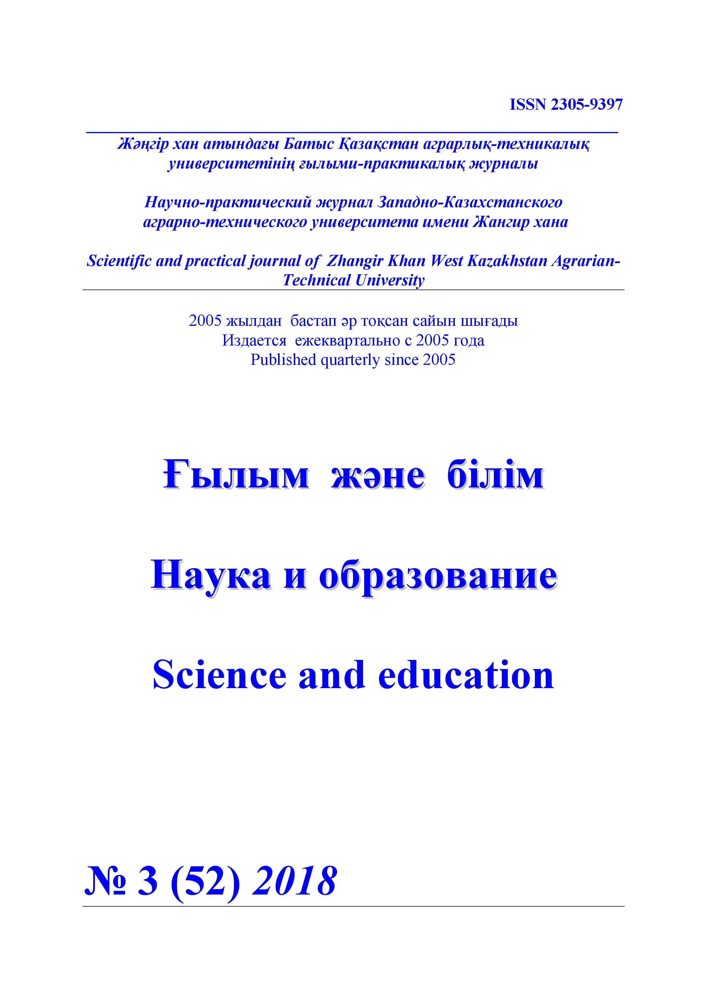 ISSN 2305-9397
Жәңгір хан атындағы Батыс Қазақстан аграрлық-техникалық
университетінің ғылыми-практикалық журналы
Научно-практический журнал Западно-Казахстанского
аграрно-технического университета имени Жангир хана
Scientific and practical journal of Zhangir Khan West Kazakhstan Agrarian-
Technical University
2005 жылдан бастап әр тоқсан сайын шығады
Издается ежеквартально с 2005 года
Published quarterly since 2005
Ғылым және білім
Наука и образование
Science and education
№ 3 (52) 2018